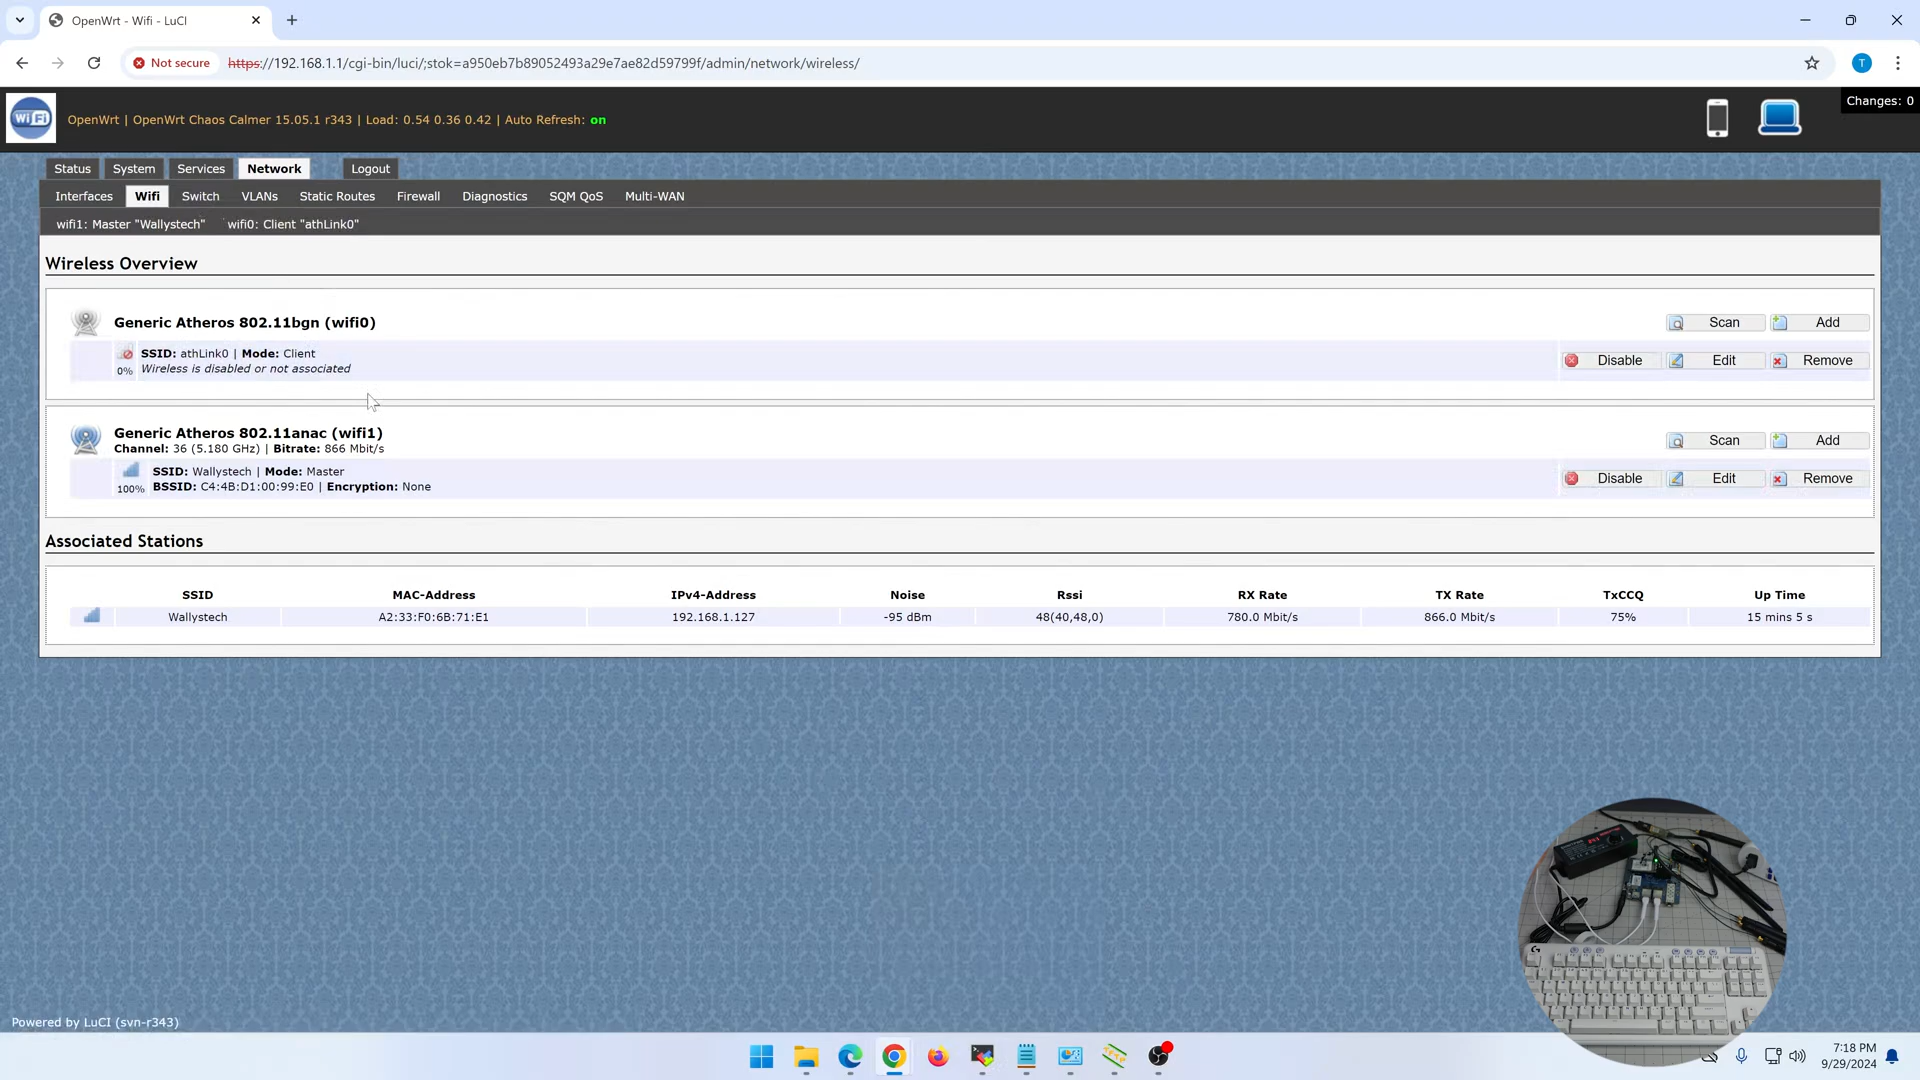 OpenWrt - Wifi - LuCI
Not secure
https://192.168.1.1/cgi-bin/luci/;stok=a950eb7b89052493a29e7ae82d59799f/admin/network/wireless/
T
WiFi
OpenWrt | OpenWrt Chaos Calmer 15.05.1 r343 | Load: 0.54 0.36 0.42 | Auto Refresh: on
Changes: 0
Status System Services Network Logout
Interfaces Wifi Switch VLANs Static Routes Firewall Diagnostics SQM QoS Multi-WAN
wifi1: Master "Wallystech" wifi0: Client "athLink0"
Wireless Overview
Generic Atheros 802.11bgn (wifi0)
Scan Add
SSID: athLink0 | Mode: Client
0% Wireless is disabled or not associated
Disable Edit Remove
Generic Atheros 802.11anac (wifi1)
Channel: 36 (5.180 GHz) | Bitrate: 866 Mbit/s
Scan Add
SSID: Wallystech | Mode: Master
100% BSSID: C4:4B:D1:00:99:E0 | Encryption: None
Disable Edit Remove
Associated Stations
SSID MAC-Address IPv4-Address Noise Rssi RX Rate TX Rate TxCCQ Up Time
Wallystech A2:33:F0:6B:71:E1 192.168.1.127 -95 dBm 48(40,48,0) 780.0 Mbit/s 866.0 Mbit/s 75% 15 mins 5 s
Powered by LuCI (svn-r343)
7:18 PM
9/29/2024